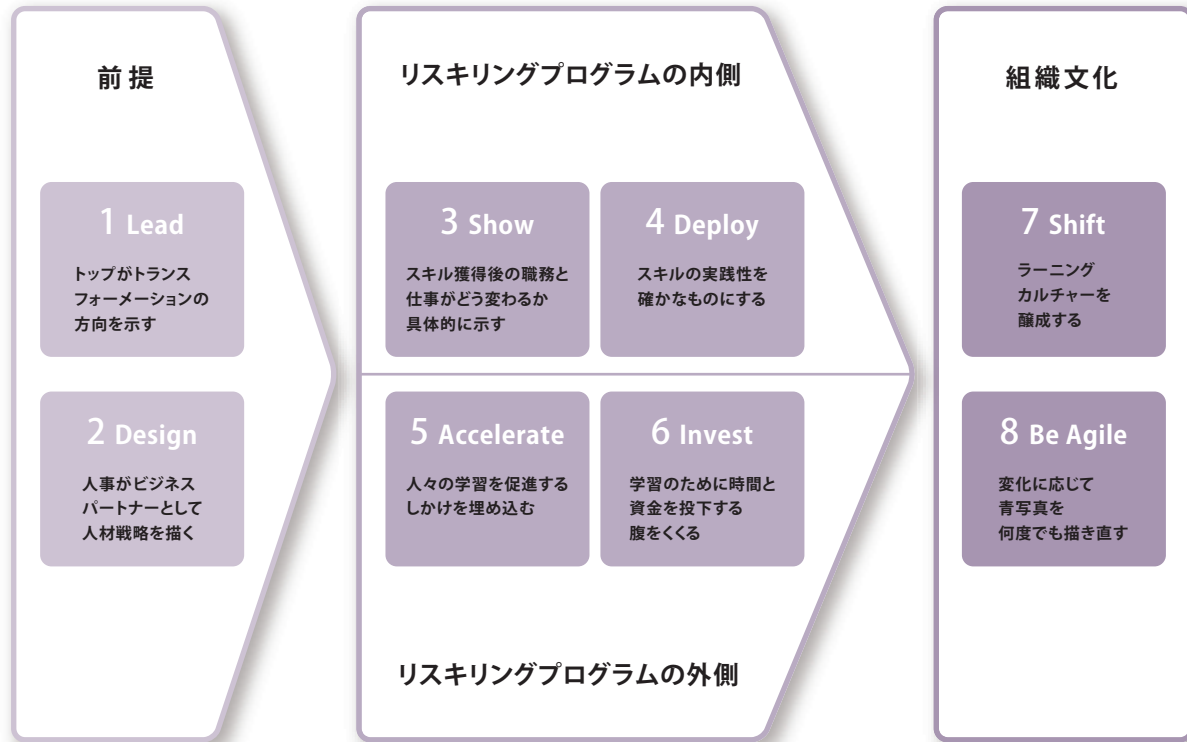 前提
1 Lead
トップがトランス
フォーメーションの
方向を示す
2 Design
人事がビジネス
パートナーとして
人材戦略を描く
リスキリングプログラムの内側
3 Show
スキル獲得後の職務と
仕事がどう変わるか
具体的に示す
4 Deploy
スキルの実践性を
確かなものにする
5 Accelerate
人々の学習を促進する
しかけを埋め込む
6 Invest
学習のために時間と
資金を投下する
腹をくくる
リスキリングプログラムの外側
組織文化
7 Shift
ラーニング
カルチャーを
醸成する
8 Be Agile
変化に応じて
青写真を
何度でも描き直す